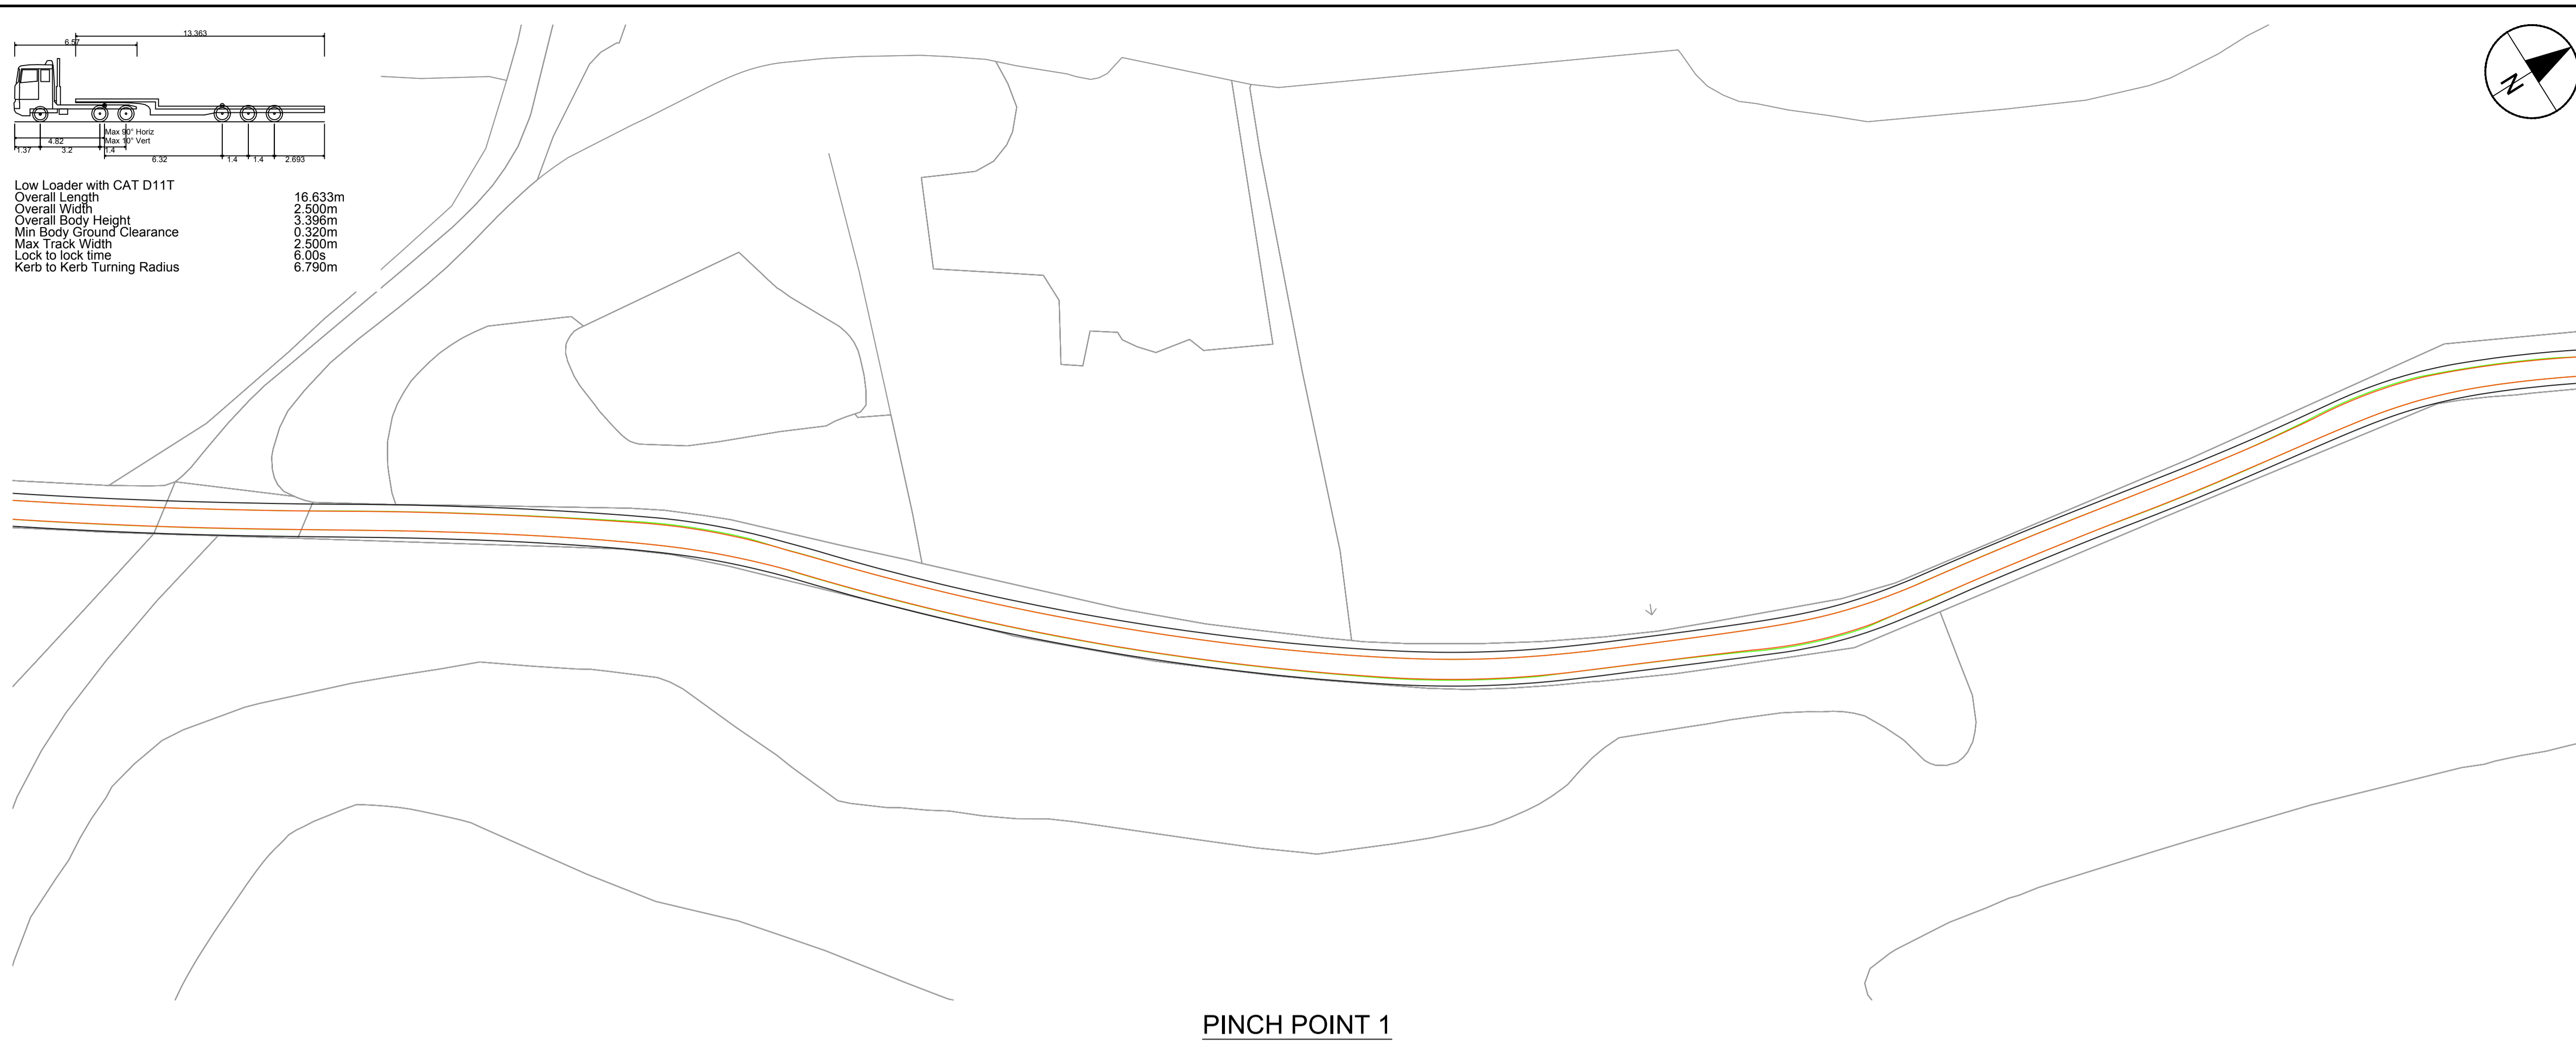 13.363
6.57
Max 90° Horiz
4.82
Max 10° Vert
1.37
3.2
1.4
6.32
1.4
1.4
2.693
N
Low Loader with CAT D11T
Overall Length 16.633m
Overall Width 2.500m
Overall Body Height 3.396m
Min Body Ground Clearance 0.320m
Max Track Width 2.500m
Lock to lock time 6.00s
Kerb to Kerb Turning Radius 6.790m
PINCH POINT 1